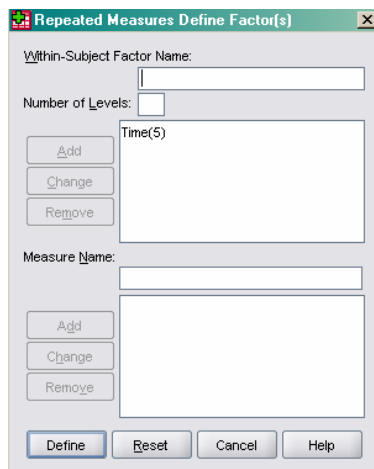 Repeated Measures Define Factor(s)
Within-Subject Factor Name:
Number of Levels:
Time(5)
Add
Change
Remove
Measure Name:
Add
Change
Remove
Define Reset Cancel Help